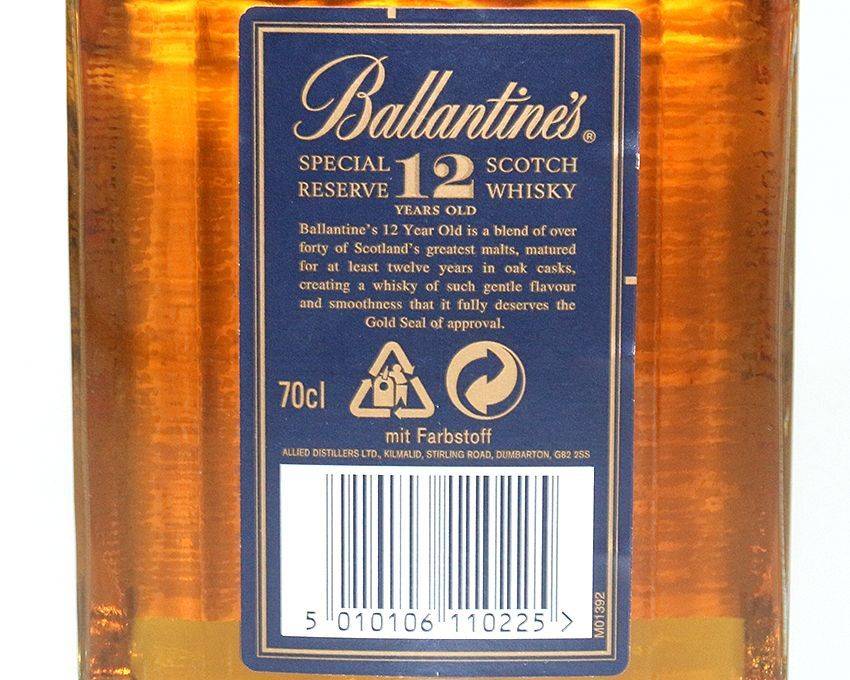 Ballantine's®
SPECIAL 12 SCOTCH
RESERVE WHISKY
YEARS OLD
Ballantine's 12 Year Old is a blend of over
forty of Scotland's greatest malts, matured
for at least twelve years in oak casks,
creating a whisky of such gentle flavour
and smoothness that it fully deserves the
Gold Seal of approval.
70cl
mit Farbstoff
ALLIED DISTILLERS LTD., KILMALID, STIRLING ROAD, DUMBARTON, G82 2SS
5 010106 110225 >
M01392